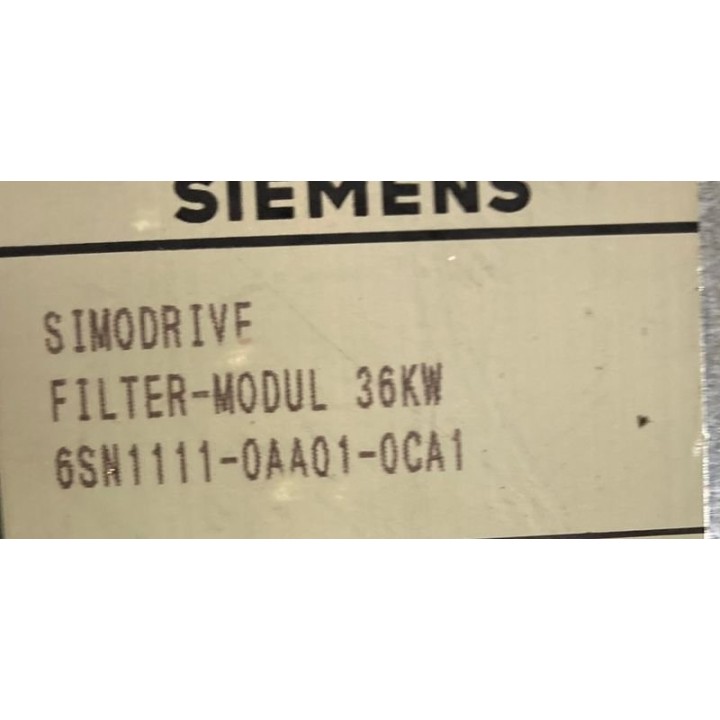 SIEMENS
SIMODRIVE
FILTER-MODUL 36KW
6SN1111-0AA01-0CA1